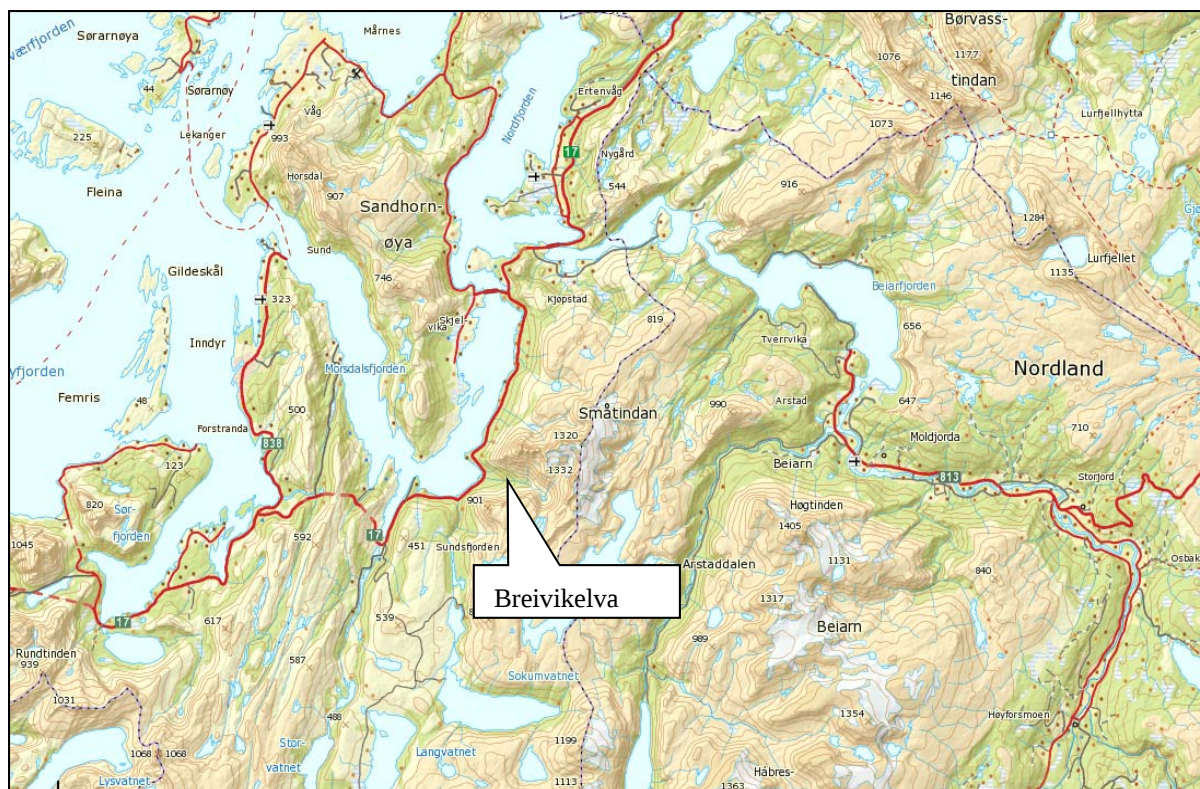 Mårnes
Børvass-
Sørarnøya
værfjorden
1076
1177
tindan
44
Sørarnøy
Ertenvåg
1146
Våg
Nordfjorden
Lurfjellhytta
Lekanger
993
1073
225
17
Nygård
Horsdal
544
916
Fleina
907
Sandhorn-
øya
1284
Sund
Lurfjellet
Gildeskål
746
1135
Beiarfjorden
323
Kjøpstad
Skjel-
vika
819
656
Inndyr
Tverrvika
yfjorden
Morsdalsfjorden
Nordland
Femris
48
500
Småtindan
990
Arstad
647
Forstranda
838
1320
Moldjorda
710
123
1332
Beiarn
813
Storjord
820
901
Høgtinden
Sør-
fjorden
1405
592
17
1045
451
Sundsfjorden
1131
Osbak
Arstaddalen
840
Breivikelva
1317
17
617
539
Beiarn
989
Rundtinden
939
587
Sokumvatnet
1031
1354
Høyforsmoen
488
1068
1068
Stor-
vatnet
Langvatnet
1199
Lysvatnet
1113
Håbres-
1363